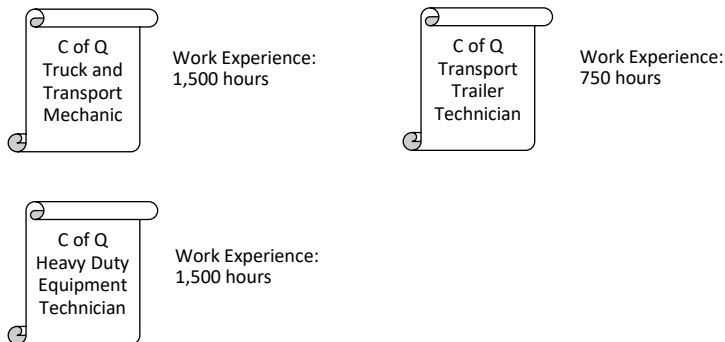 C of Q
Truck and
Transport
Mechanic
Work Experience:
1,500 hours
C of Q
Transport
Trailer
Technician
Work Experience:
750 hours
C of Q
Heavy Duty
Equipment
Technician
Work Experience:
1,500 hours